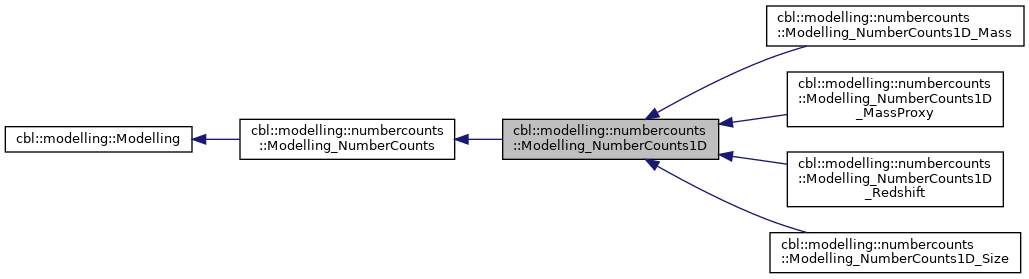 cbl::modelling::Modelling
cbl::modelling::numbercounts
::Modelling_NumberCounts
cbl::modelling::numbercounts
::Modelling_NumberCounts1D
cbl::modelling::numbercounts
::Modelling_NumberCounts1D_Mass
cbl::modelling::numbercounts
::Modelling_NumberCounts1D
_MassProxy
cbl::modelling::numbercounts
::Modelling_NumberCounts1D
_Redshift
cbl::modelling::numbercounts
::Modelling_NumberCounts1D_Size